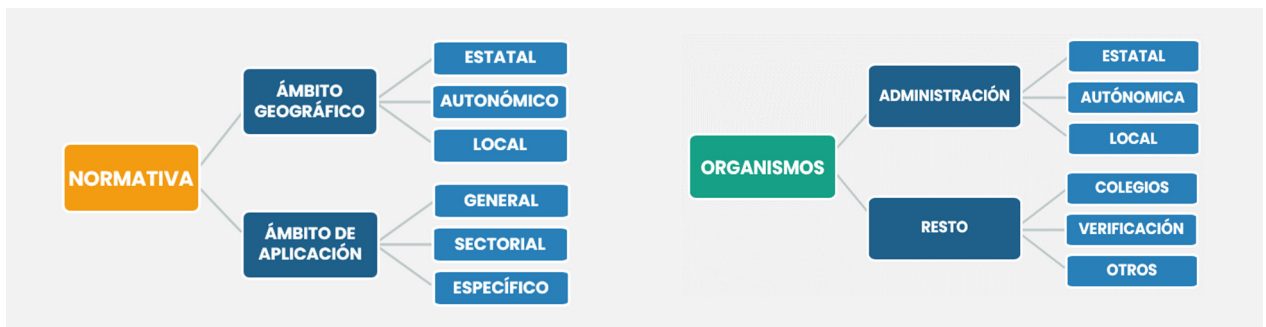 NORMATIVA
ÁMBITO
GEOGRÁFICO
ESTATAL
AUTONÓMICO
LOCAL
ÁMBITO DE
APLICACIÓN
GENERAL
SECTORIAL
ESPECÍFICO
ORGANISMOS
ADMINISTRACIÓN
ESTATAL
AUTÓNOMICA
LOCAL
RESTO
COLEGIOS
VERIFICACIÓN
OTROS